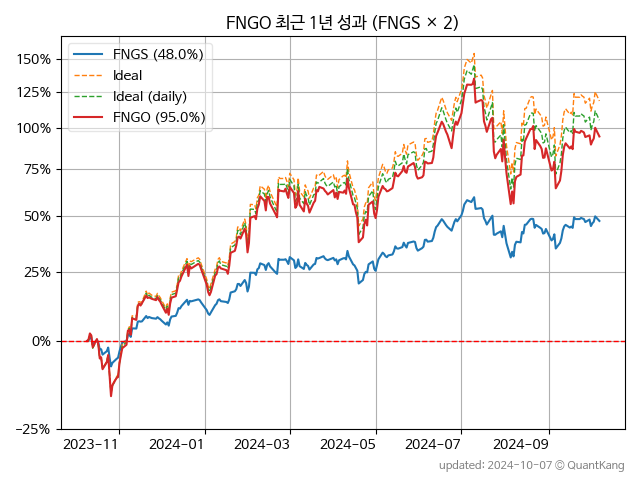 FNGO 최근 1년 성과 (FNGS × 2)
FNGS (48.0%)
Ideal
Ideal (daily)
FNGO (95.0%)
150%
125%
100%
75%
50%
25%
0%
−25%
2023-11 2024-01 2024-03 2024-05 2024-07 2024-09
updated: 2024-10-07 © QuantKang